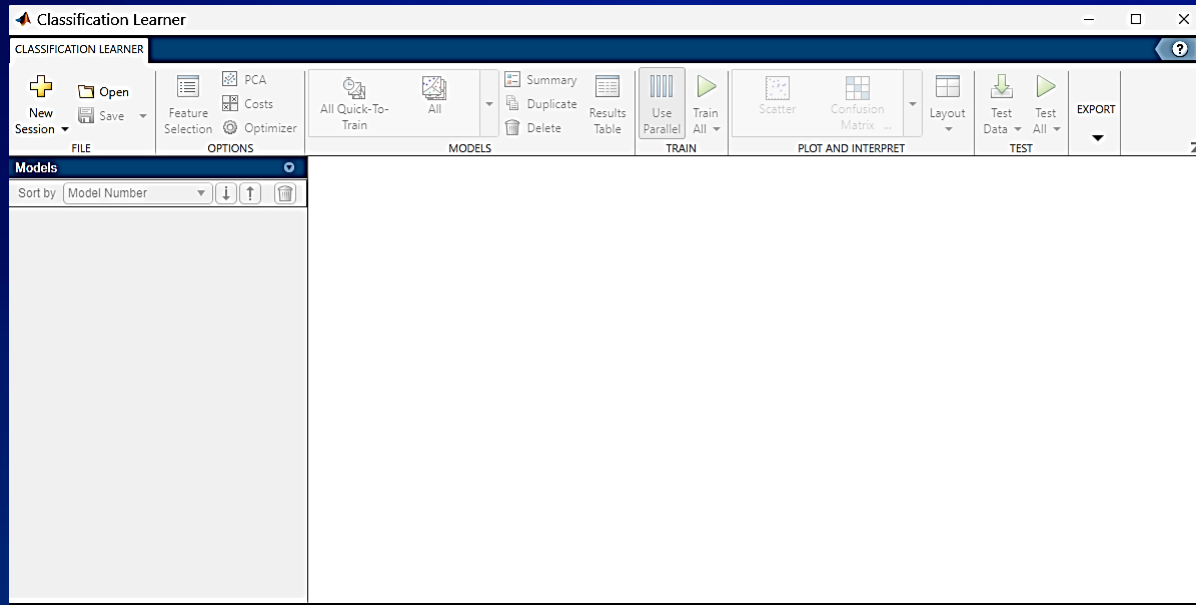 Classification Learner
CLASSIFICATION LEARNER
?
New
Session
Open
Save
FILE
Feature
Selection
PCA
Costs
Optimizer
OPTIONS
All Quick-To-
Train
All
Summary
Duplicate
Delete
Results
Table
MODELS
Use
Parallel
Train
All
TRAIN
Scatter
Confusion
Matrix ...
Layout
PLOT AND INTERPRET
Test
Data
Test
All
TEST
EXPORT
Models
Sort by Model Number